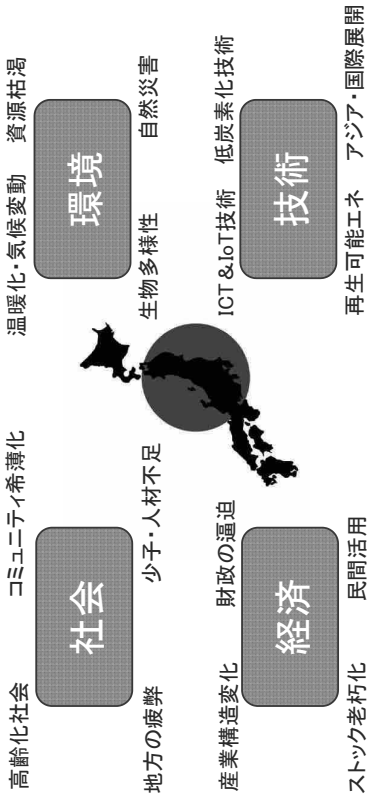 高齢化社会　コミュニティ希薄化
社会
地方の疲弊　少子・人材不足
温暖化・気候変動　資源枯渇
環境
生物多様性　自然災害
産業構造変化　財政の逼迫
経済
ストック老朽化　民間活用
ICT&IoT技術　低炭素化技術
技術
再生可能エネ　アジア・国際展開